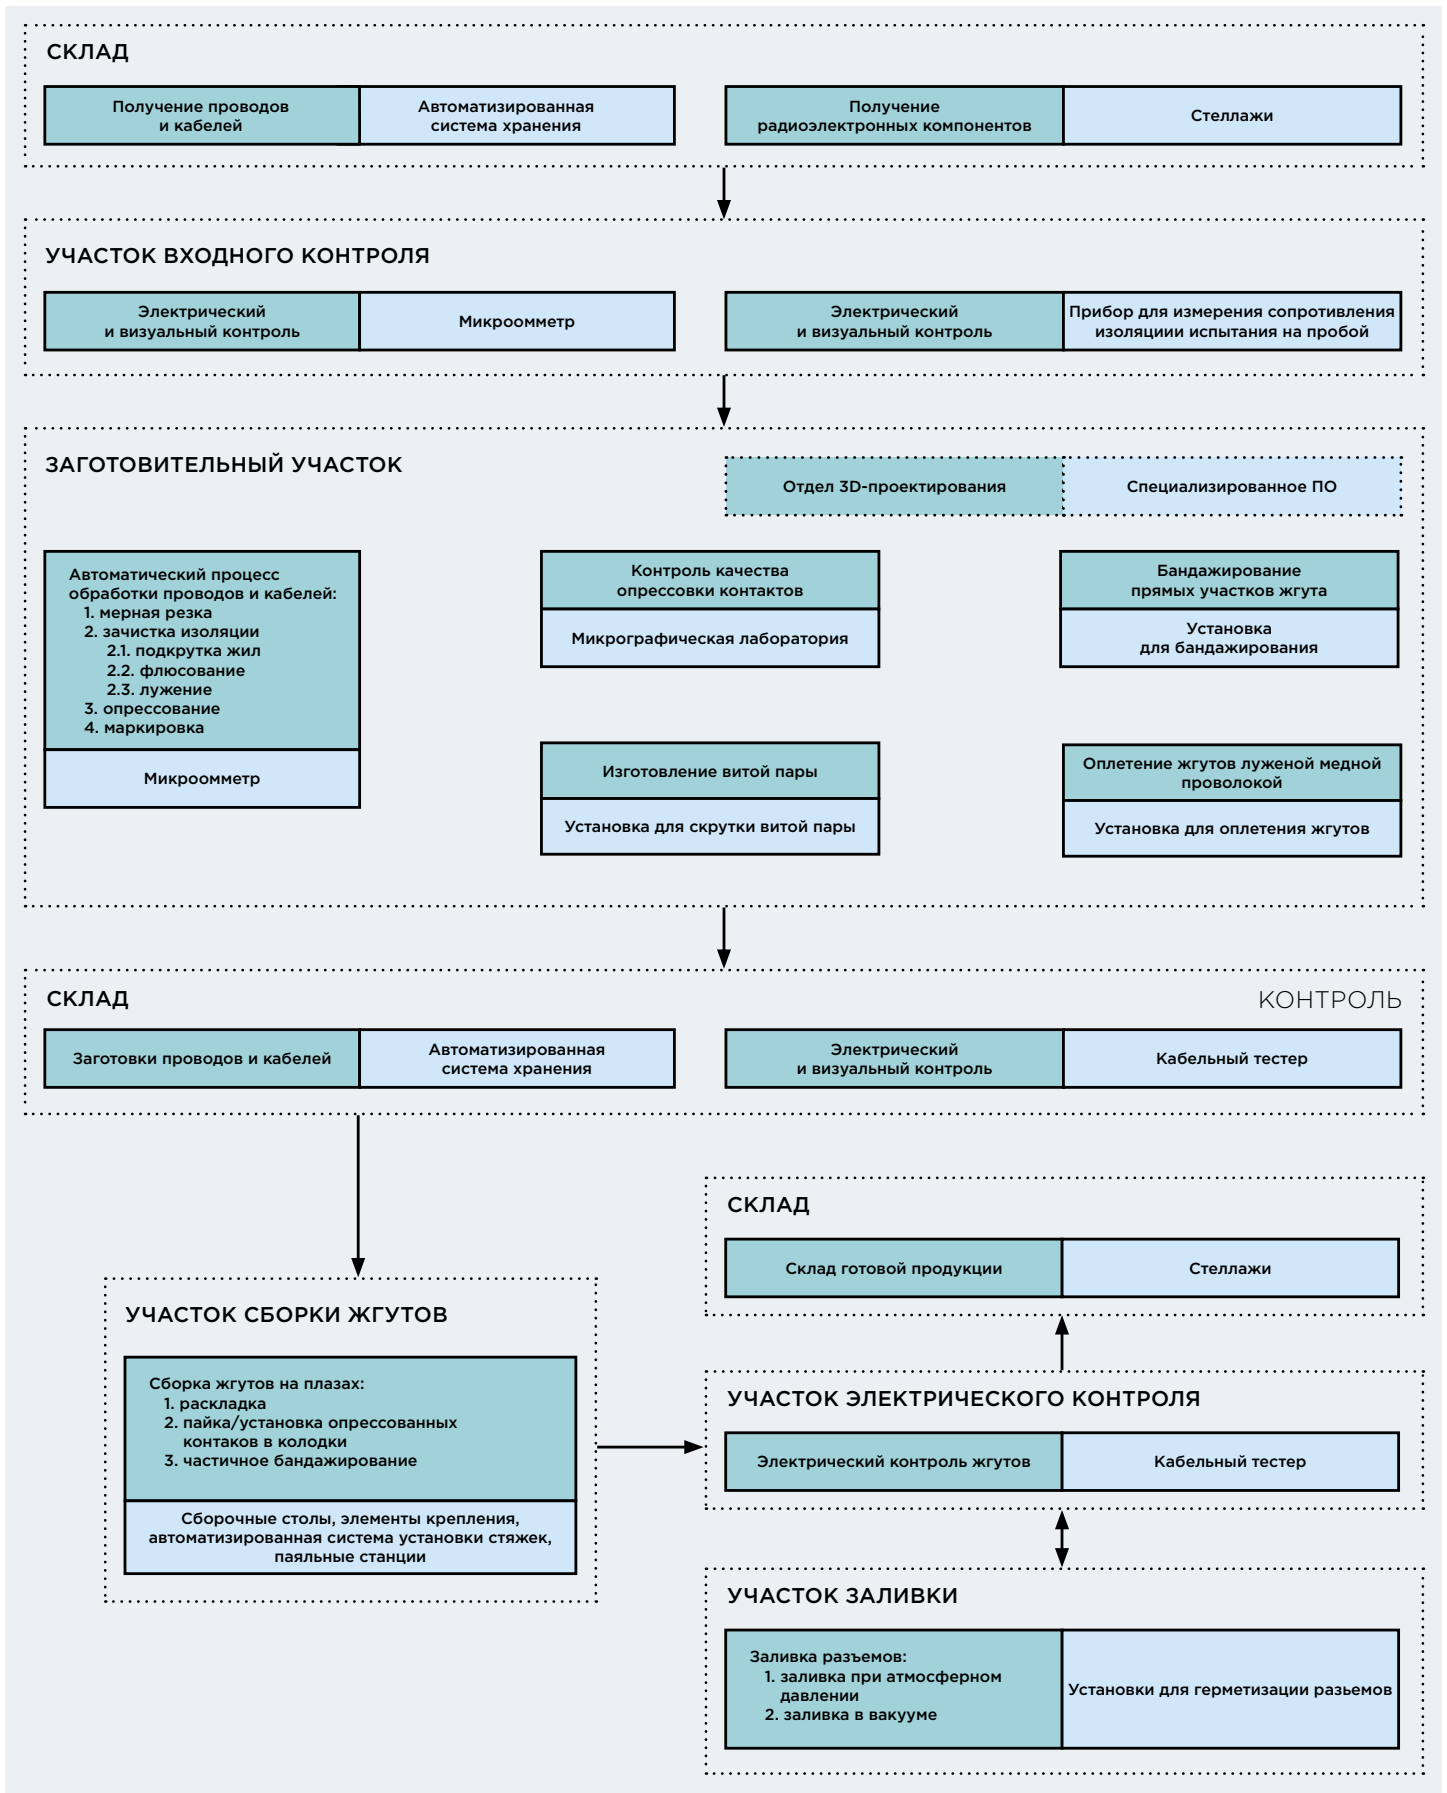 СКЛАД
Получение проводов
и кабелей
Автоматизированная
система хранения
Получение
радиоэлектронных компонентов
Стеллажи
УЧАСТОК ВХОДНОГО КОНТРОЛЯ
Электрический
и визуальный контроль
Микроомметр
Электрический
и визуальный контроль
Прибор для измерения сопротивления
изоляциии испытания на пробой
ЗАГОТОВИТЕЛЬНЫЙ УЧАСТОК
Отдел 3D-проектирования
Специализированное ПО
Автоматический процесс
обработки проводов и кабелей:
1. мерная резка
2. зачистка изоляции
2.1. подкрутка жил
2.2. флюсование
2.3. лужение
3. опрессование
4. маркировка
Микроомметр
Контроль качества
опрессовки контактов
Микрографическая лаборатория
Бандажирование
прямых участков жгута
Установка
для бандажирования
Изготовление витой пары
Установка для скрутки витой пары
Оплетение жгутов луженой медной
проволокой
Установка для оплетения жгутов
СКЛАД
КОНТРОЛЬ
Заготовки проводов и кабелей
Автоматизированная
система хранения
Электрический
и визуальный контроль
Кабельный тестер
СКЛАД
Склад готовой продукции
Стеллажи
УЧАСТОК СБОРКИ ЖГУТОВ
Сборка жгутов на плазах:
1. раскладка
2. пайка/установка опрессованных
контаков в колодки
3. частичное бандажирование
Сборочные столы, элементы крепления,
автоматизированная система установки стяжек,
паяльные станции
УЧАСТОК ЭЛЕКТРИЧЕСКОГО КОНТРОЛЯ
Электрический контроль жгутов
Кабельный тестер
УЧАСТОК ЗАЛИВКИ
Заливка разъемов:
1. заливка при атмосферном
давлении
2. заливка в вакууме
Установки для герметизации разьемов